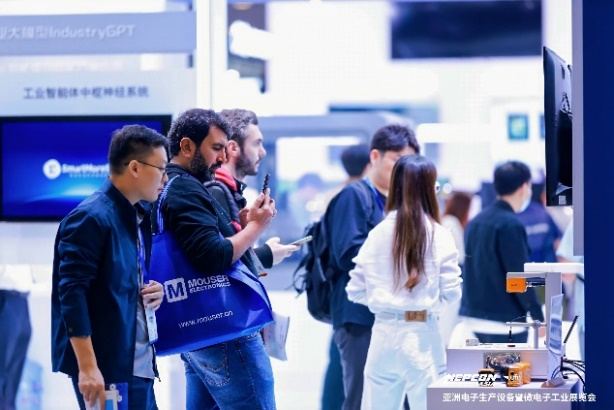 大模型IndustryGPT
工业智能体中枢神经系统
SmartMore
MOUSER
ELECTRONICS
www.mouser.cn
NEPCON
亚洲电子生产设备暨微电子工业展览会